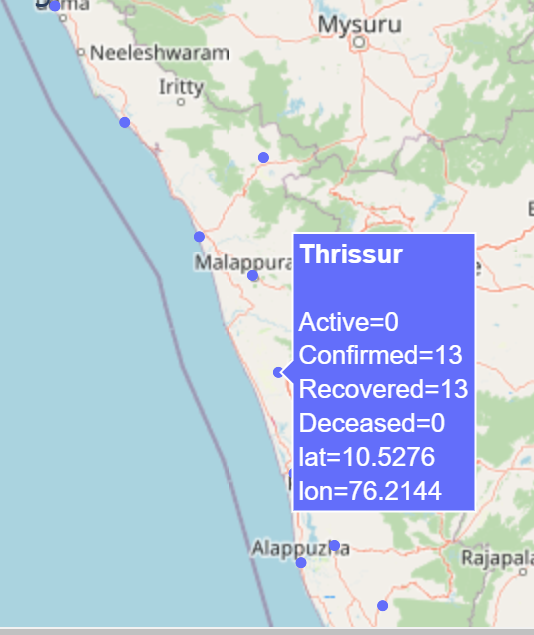 Mysuru
Neeleshwaram
Iritty
Thrissur
Active=0
Confirmed=13
Recovered=13
Deceased=0
lat=10.5276
lon=76.2144
Malappura
Alappuzha
Rajapala